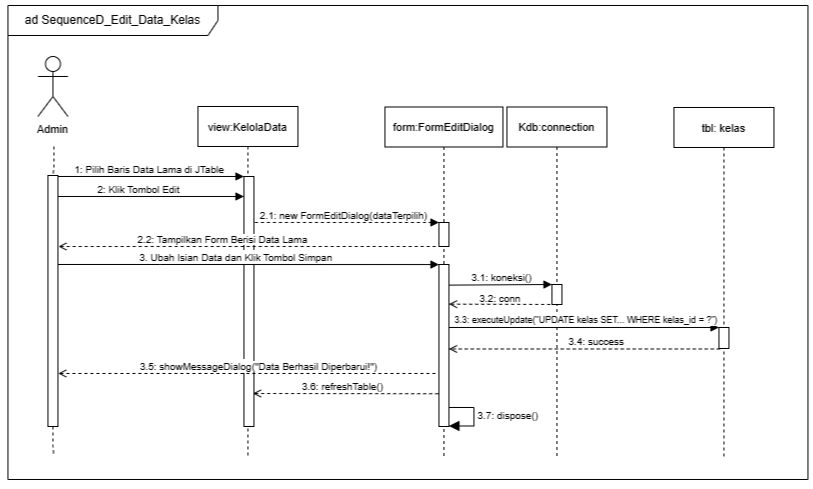 ad SequenceD_Edit_Data_Kelas
Admin
view:KelolaData
form:FormEditDialog
Kdb:connection
tbl: kelas
1: Pilih Baris Data Lama di JTable
2: Klik Tombol Edit
2.1: new FormEditDialog(dataTerpilih)
2.2: Tampilkan Form Berisi Data Lama
3. Ubah Isian Data dan Klik Tombol Simpan
3.1: koneksi()
3.2: conn
3.3: executeUpdate("UPDATE kelas SET... WHERE kelas_id = ?")
3.4: success
3.5: showMessageDialog("Data Berhasil Diperbarui!")
3.6: refreshTable()
3.7: dispose()